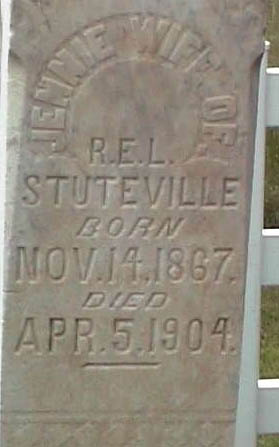 JENNIE WIFE OF
R.E.L.
STUTEVILLE
BORN
NOV. 14, 1867.
DIED
APR. 5, 1904.